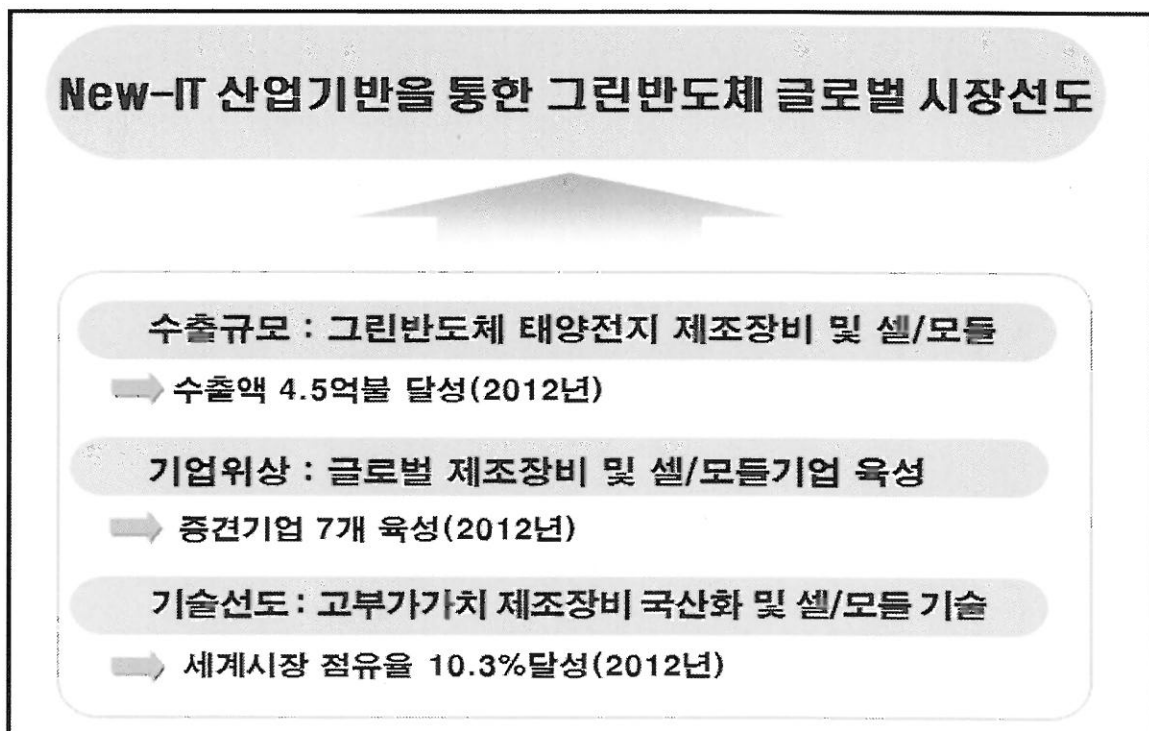 New-IT 산업기반을 통한 그린반도체 글로벌 시장선도
수출규모 : 그린반도체 태양전지 제조장비 및 셀/모듈
수출액 4.5억불 달성(2012년)
기업위상 : 글로벌 제조장비 및 셀/모듈기업 육성
중견기업 7개 육성(2012년)
기술선도 : 고부가가치 제조장비 국산화 및 셀/모듈 기술
세계시장 점유율 10.3%달성(2012년)